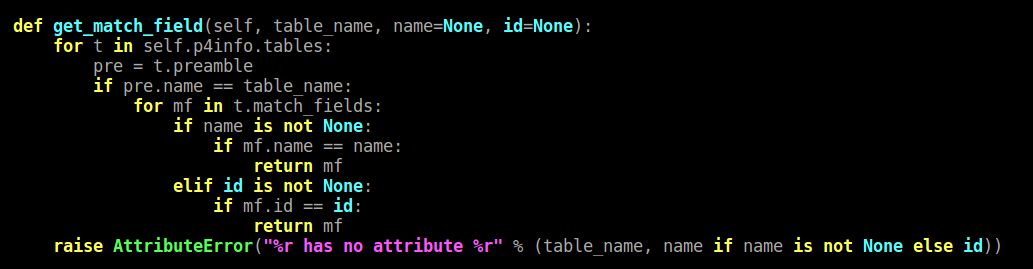 def get_match_field(self, table_name, name=None, id=None):
    for t in self.p4info.tables:
        pre = t.preamble
        if pre.name == table_name:
            for mf in t.match_fields:
                if name is not None:
                    if mf.name == name:
                        return mf
                elif id is not None:
                    if mf.id == id:
                        return mf
    raise AttributeError("%r has no attribute %r" % (table_name, name if name is not None else id))